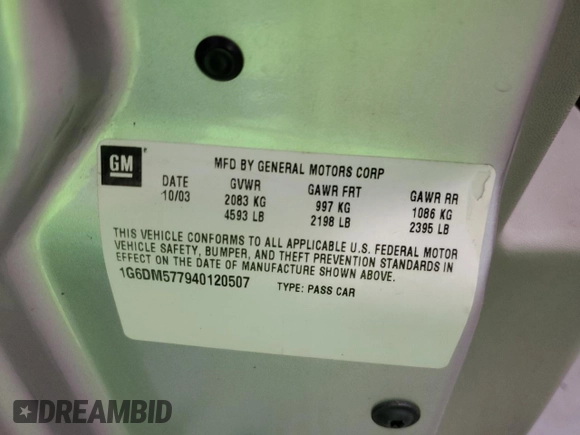 GM
MFD BY GENERAL MOTORS CORP
DATE GVWR GAWR FRT GAWR RR
10/03 2083 KG 997 KG 1086 KG
4593 LB 2198 LB 2395 LB
THIS VEHICLE CONFORMS TO ALL APPLICABLE U.S. FEDERAL MOTOR
VEHICLE SAFETY, BUMPER, AND THEFT PREVENTION STANDARDS IN
EFFECT ON THE DATE OF MANUFACTURE SHOWN ABOVE.
1G6DM577940120507 TYPE: PASS CAR
DREAMBID